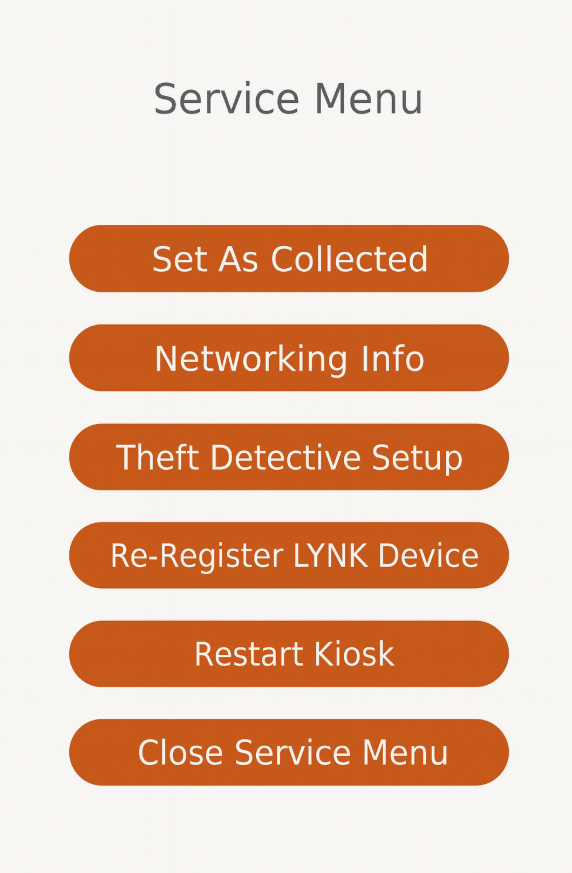 Service Menu
Set As Collected
Networking Info
Theft Detective Setup
Re-Register LYNK Device
Restart Kiosk
Close Service Menu